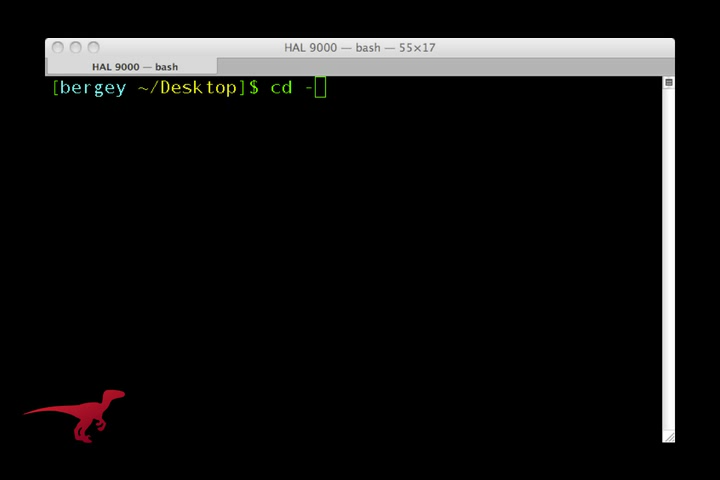 HAL 9000 — bash — 55×17
HAL 9000 — bash
[bergey ~/Desktop]$ cd -